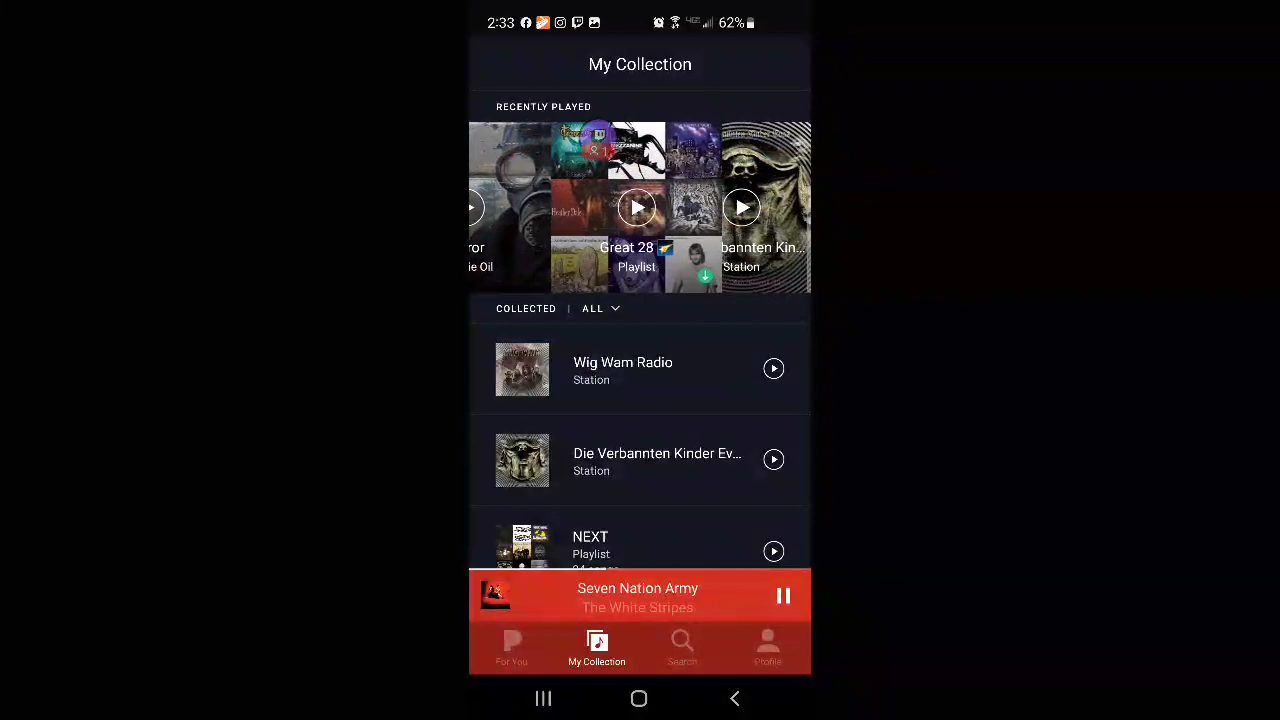 2:33 62%
My Collection
RECENTLY PLAYED
1
ror
Great 28
bannten Kin...
ie Oil
Playlist
Station
COLLECTED | ALL
Wig Wam Radio
Station
Die Verbannten Kinder Ev...
Station
NEXT
Playlist
Seven Nation Army
The White Stripes
For You
My Collection
Search
Profile